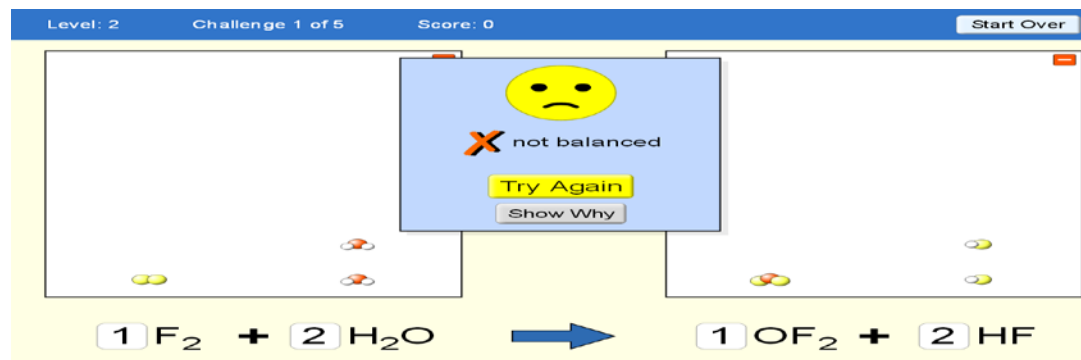 Level: 2 Challenge 1 of 5 Score: 0 Start Over
not balanced
Try Again
Show Why
1 F₂ + 2 H₂O 1 OF₂ + 2 HF